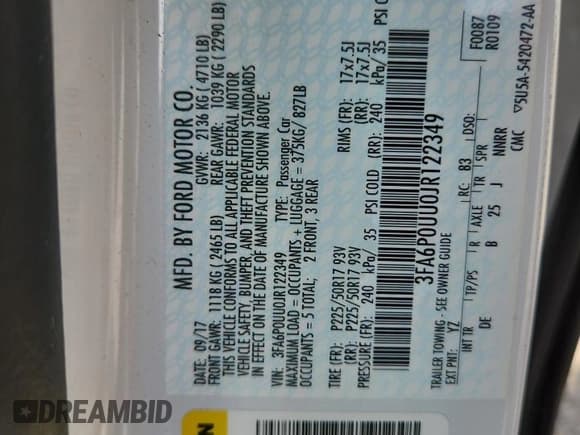 MFD. BY FORD MOTOR CO.
DATE: 09/17 GVWR: 2136 KG ( 4710 LB)
FRONT GAWR: 1118 KG ( 2465 LB) REAR GAWR: 1039 KG ( 2290 LB)
THIS VEHICLE CONFORMS TO ALL APPLICABLE FEDERAL MOTOR
VEHICLE SAFETY, BUMPER, AND THEFT PREVENTION STANDARDS
IN EFFECT ON THE DATE OF MANUFACTURE SHOWN ABOVE.
VIN: 3FA6P0UU0JR122349 TYPE: Passenger Car
MAXIMUM LOAD = OCCUPANTS + LUGGAGE = 375KG/ 827LB
OCCUPANTS = 5 TOTAL; 2 FRONT, 3 REAR
TIRE (FR): P225/50R17 93V RIMS (FR): 17x7.5J
(RR): P225/50R17 93V (RR): 17x7.5J
PRESSURE (FR): 240 kPa/ 35 PSI COLD (RR): 240 kPa/ 35 PSI C
3FA6P0UU0JR122349
F0087
R0109
TRAILER TOWING - SEE OWNER GUIDE
EXT PNT: YZ RC: 83 DSO:
INT TR TP/PS R AXLE TR SPR
DE B 25 J NNRR
CMC ▽5U5A-5420472-AA
DREAMBID